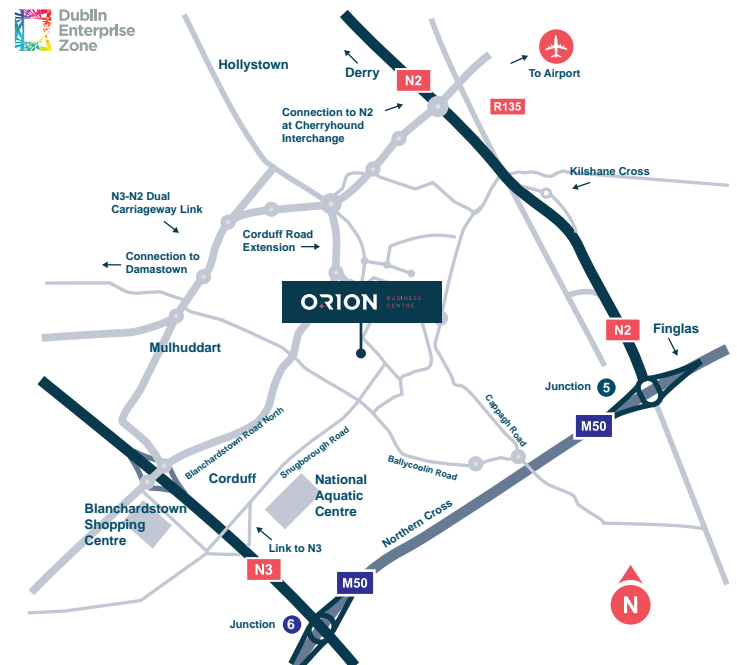 Dublin
Enterprise
Zone
Hollystown
Derry
N2
To Airport
R135
Connection to N2
at Cherryhound
Interchange
Kilshane Cross
N3-N2 Dual
Carriageway Link
Corduff Road
Extension
Connection to
Damastown
ORION
BUSINESS
CENTRE
N2
Finglas
Mulhuddart
Junction 5
M50
Cappagh Road
Blanchardstown Road North
Snugborough Road
Ballycoolin Road
Corduff
National
Aquatic
Centre
Blanchardstown
Shopping
Centre
Northern Cross
Link to N3
N3
M50
N
Junction 6